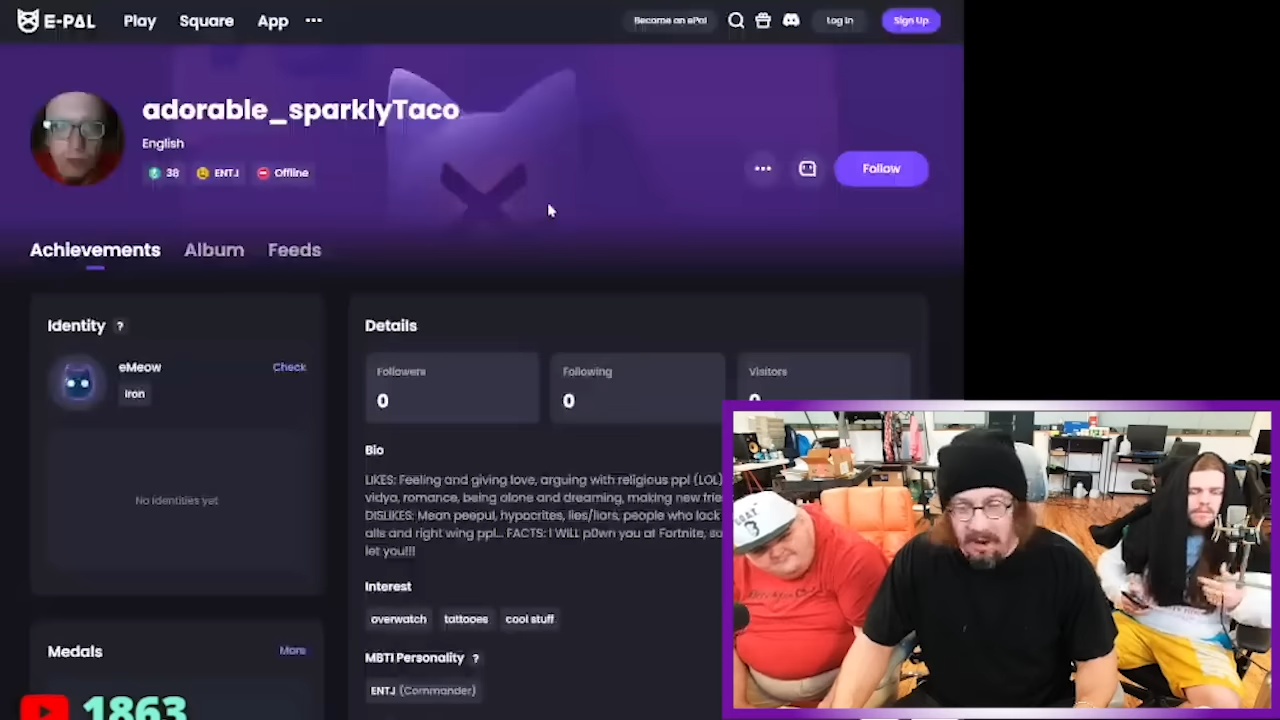 E-PAL Play Square App ··· Become an ePal Log In Sign Up
adorable_sparklyTaco
English
38 ENTJ Offline
··· Follow
Achievements Album Feeds
Identity ?
eMeow Check
Iron
No identities yet
Medals More
1863
Details
Followers Following Visitors
0 0 0
Bio
LIKES: Feeling and giving love, arguing with religious ppl (LOL)
vidya, romance, being alone and dreaming, making new frie
DISLIKES: Mean peepul, hypocrites, lies/liars, people who lack
alls and right wing ppl... FACTS: I WILL p0wn you at Fortnite, so
let you!!!
Interest
overwatch tattooes cool stuff
MBTI Personality ?
ENTJ (Commander)